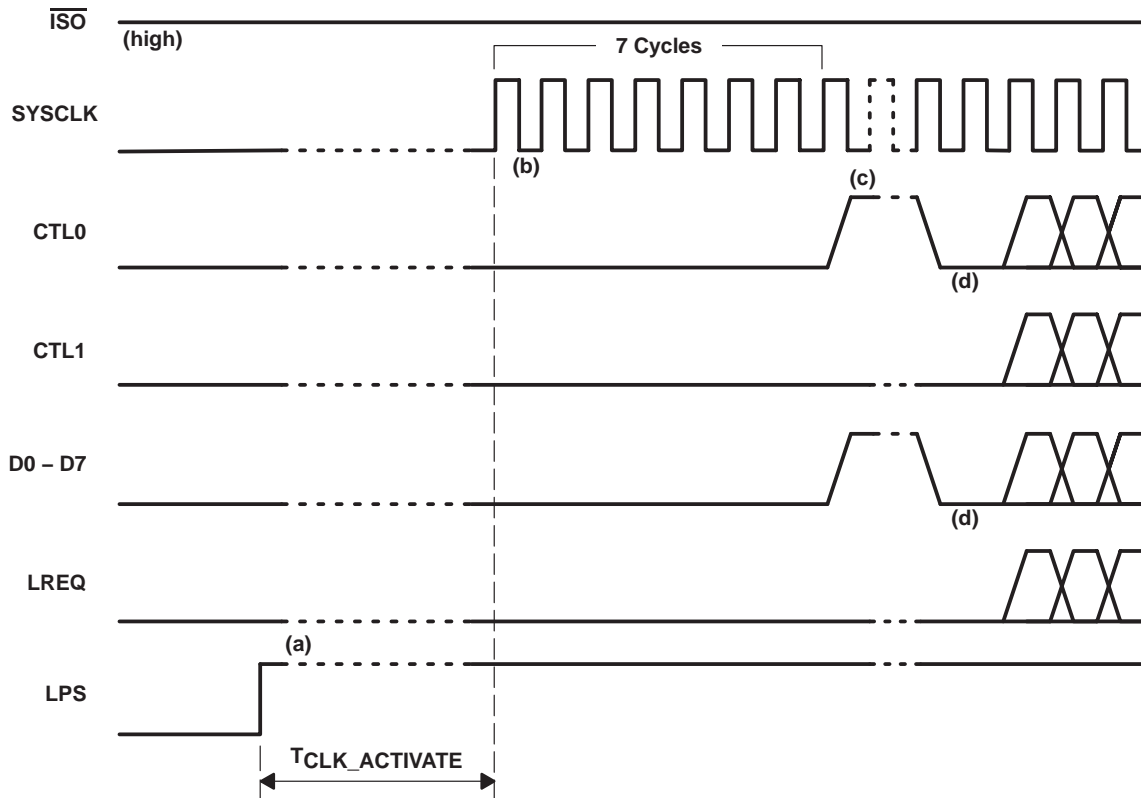 ISO
(high)
7 Cycles
SYSCLK
(b)
(c)
CTL0
(d)
CTL1
D0 – D7
(d)
LREQ
(a)
LPS
TCLK_ACTIVATE